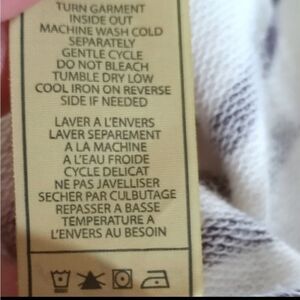 TURN GARMENT
INSIDE OUT
MACHINE WASH COLD
SEPARATELY
GENTLE CYCLE
DO NOT BLEACH
TUMBLE DRY LOW
COOL IRON ON REVERSE
SIDE IF NEEDED
LAVER A L'ENVERS
LAVER SEPAREMENT
A LA MACHINE
A L'EAU FROIDE
CYCLE DELICAT
NE PAS JAVELLISER
SECHER PAR CULBUTAGE
REPASSER A BASSE
TEMPERATURE A
L'ENVERS AU BESOIN